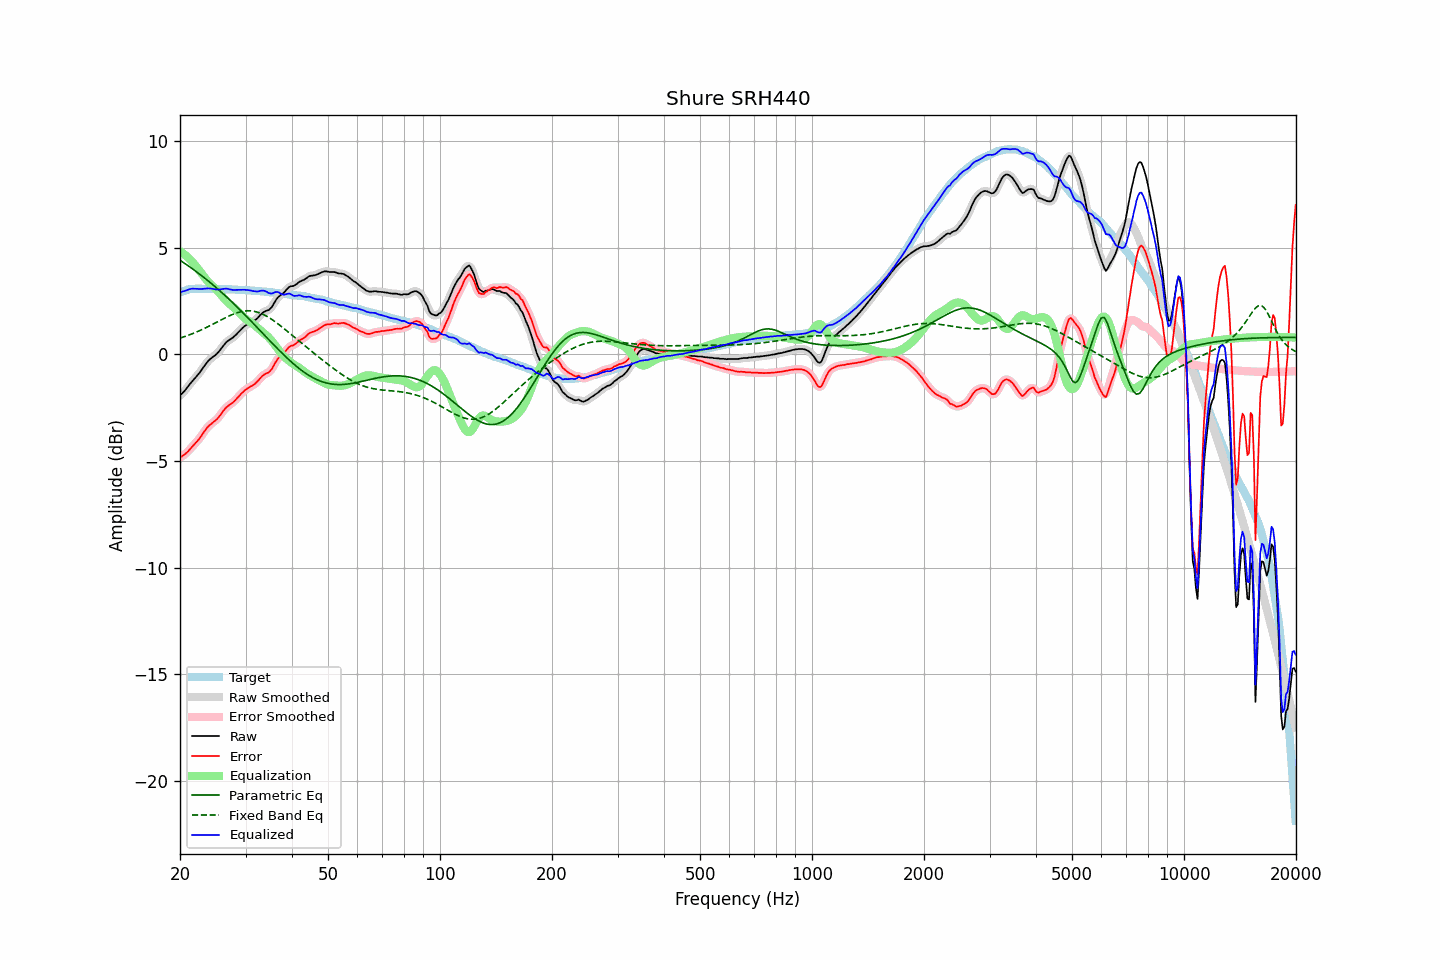 Shure SRH440
Amplitude (dBr)
10
5
0
−5
−10
−15
−20
Target
Raw Smoothed
Error Smoothed
Raw
Error
Equalization
Parametric Eq
Fixed Band Eq
Equalized
20 50 100 200 500 1000 2000 5000 10000 20000
Frequency (Hz)